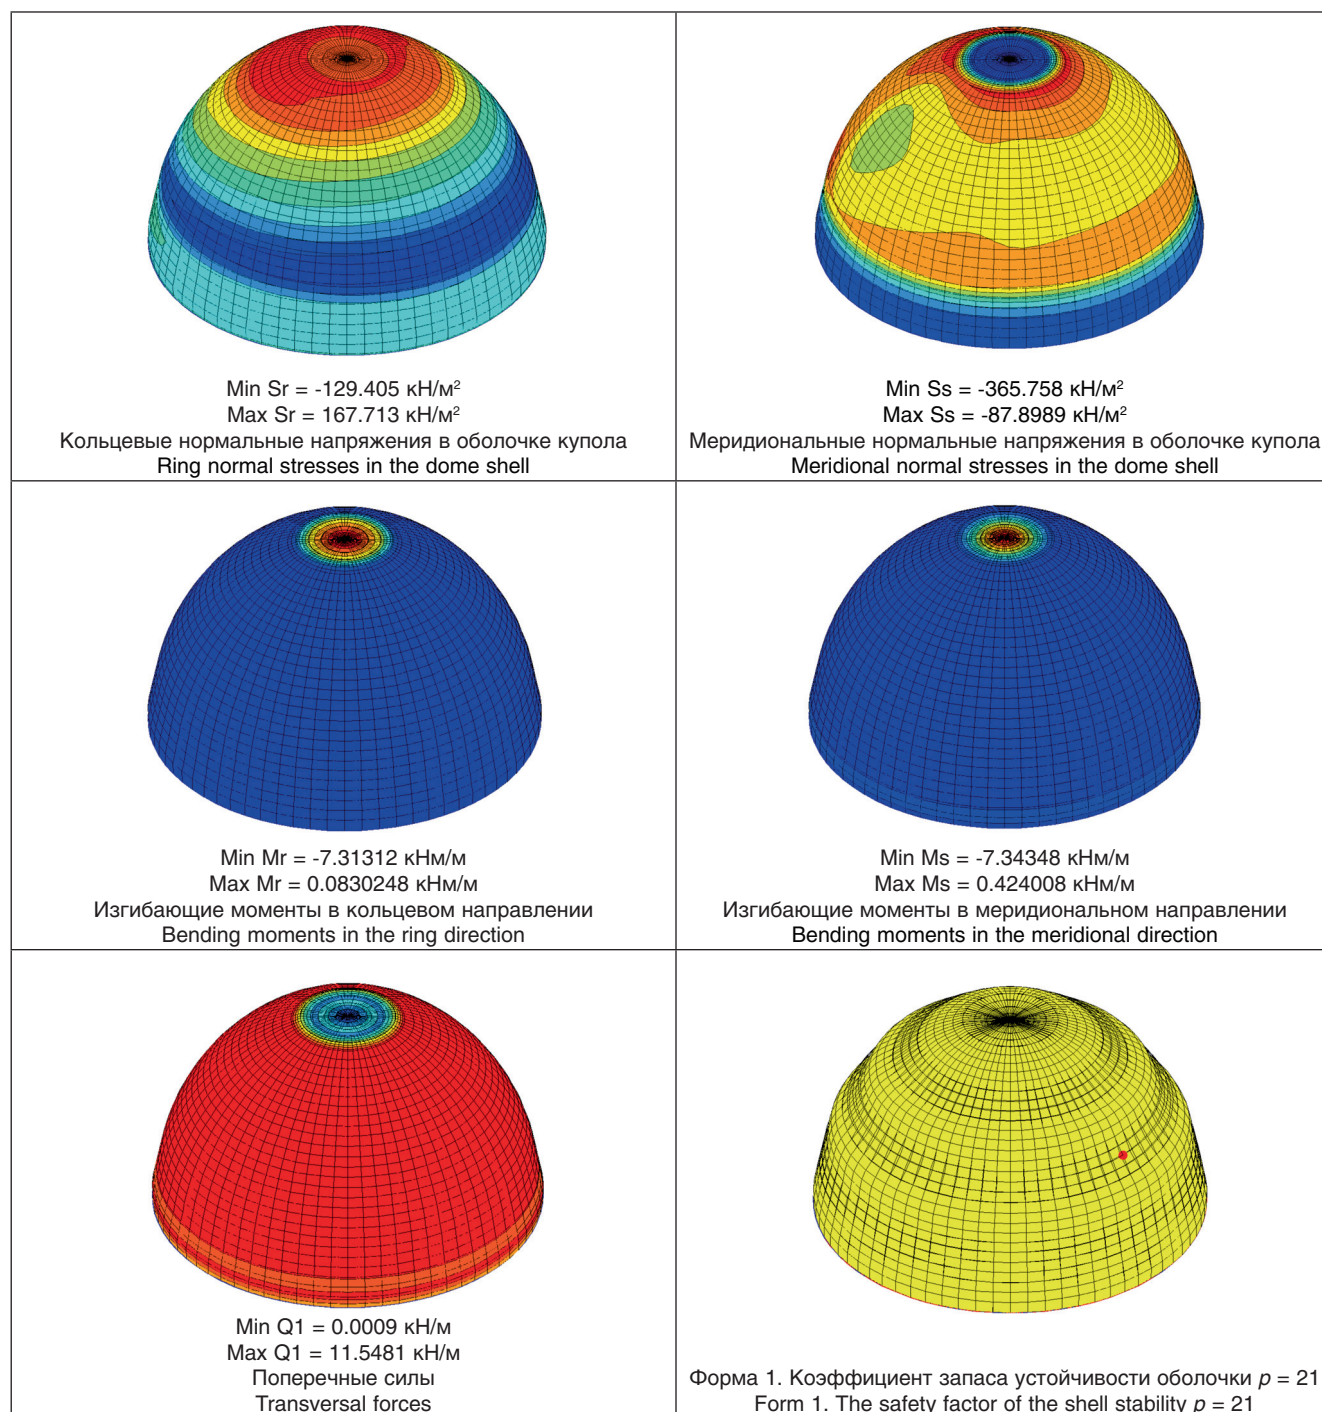 Min Sr = -129.405 кН/м²
Max Sr = 167.713 кН/м²
Кольцевые нормальные напряжения в оболочке купола
Ring normal stresses in the dome shell
Min Ss = -365.758 кН/м²
Max Ss = -87.8989 кН/м²
Меридиональные нормальные напряжения в оболочке купола
Meridional normal stresses in the dome shell
Min Mr = -7.31312 кНм/м
Max Mr = 0.0830248 кНм/м
Изгибающие моменты в кольцевом направлении
Bending moments in the ring direction
Min Ms = -7.34348 кНм/м
Max Ms = 0.424008 кНм/м
Изгибающие моменты в меридиональном направлении
Bending moments in the meridional direction
Min Q1 = 0.0009 кН/м
Max Q1 = 11.5481 кН/м
Поперечные силы
Transversal forces
Форма 1. Коэффициент запаса устойчивости оболочки p = 21
Form 1. The safety factor of the shell stability p = 21